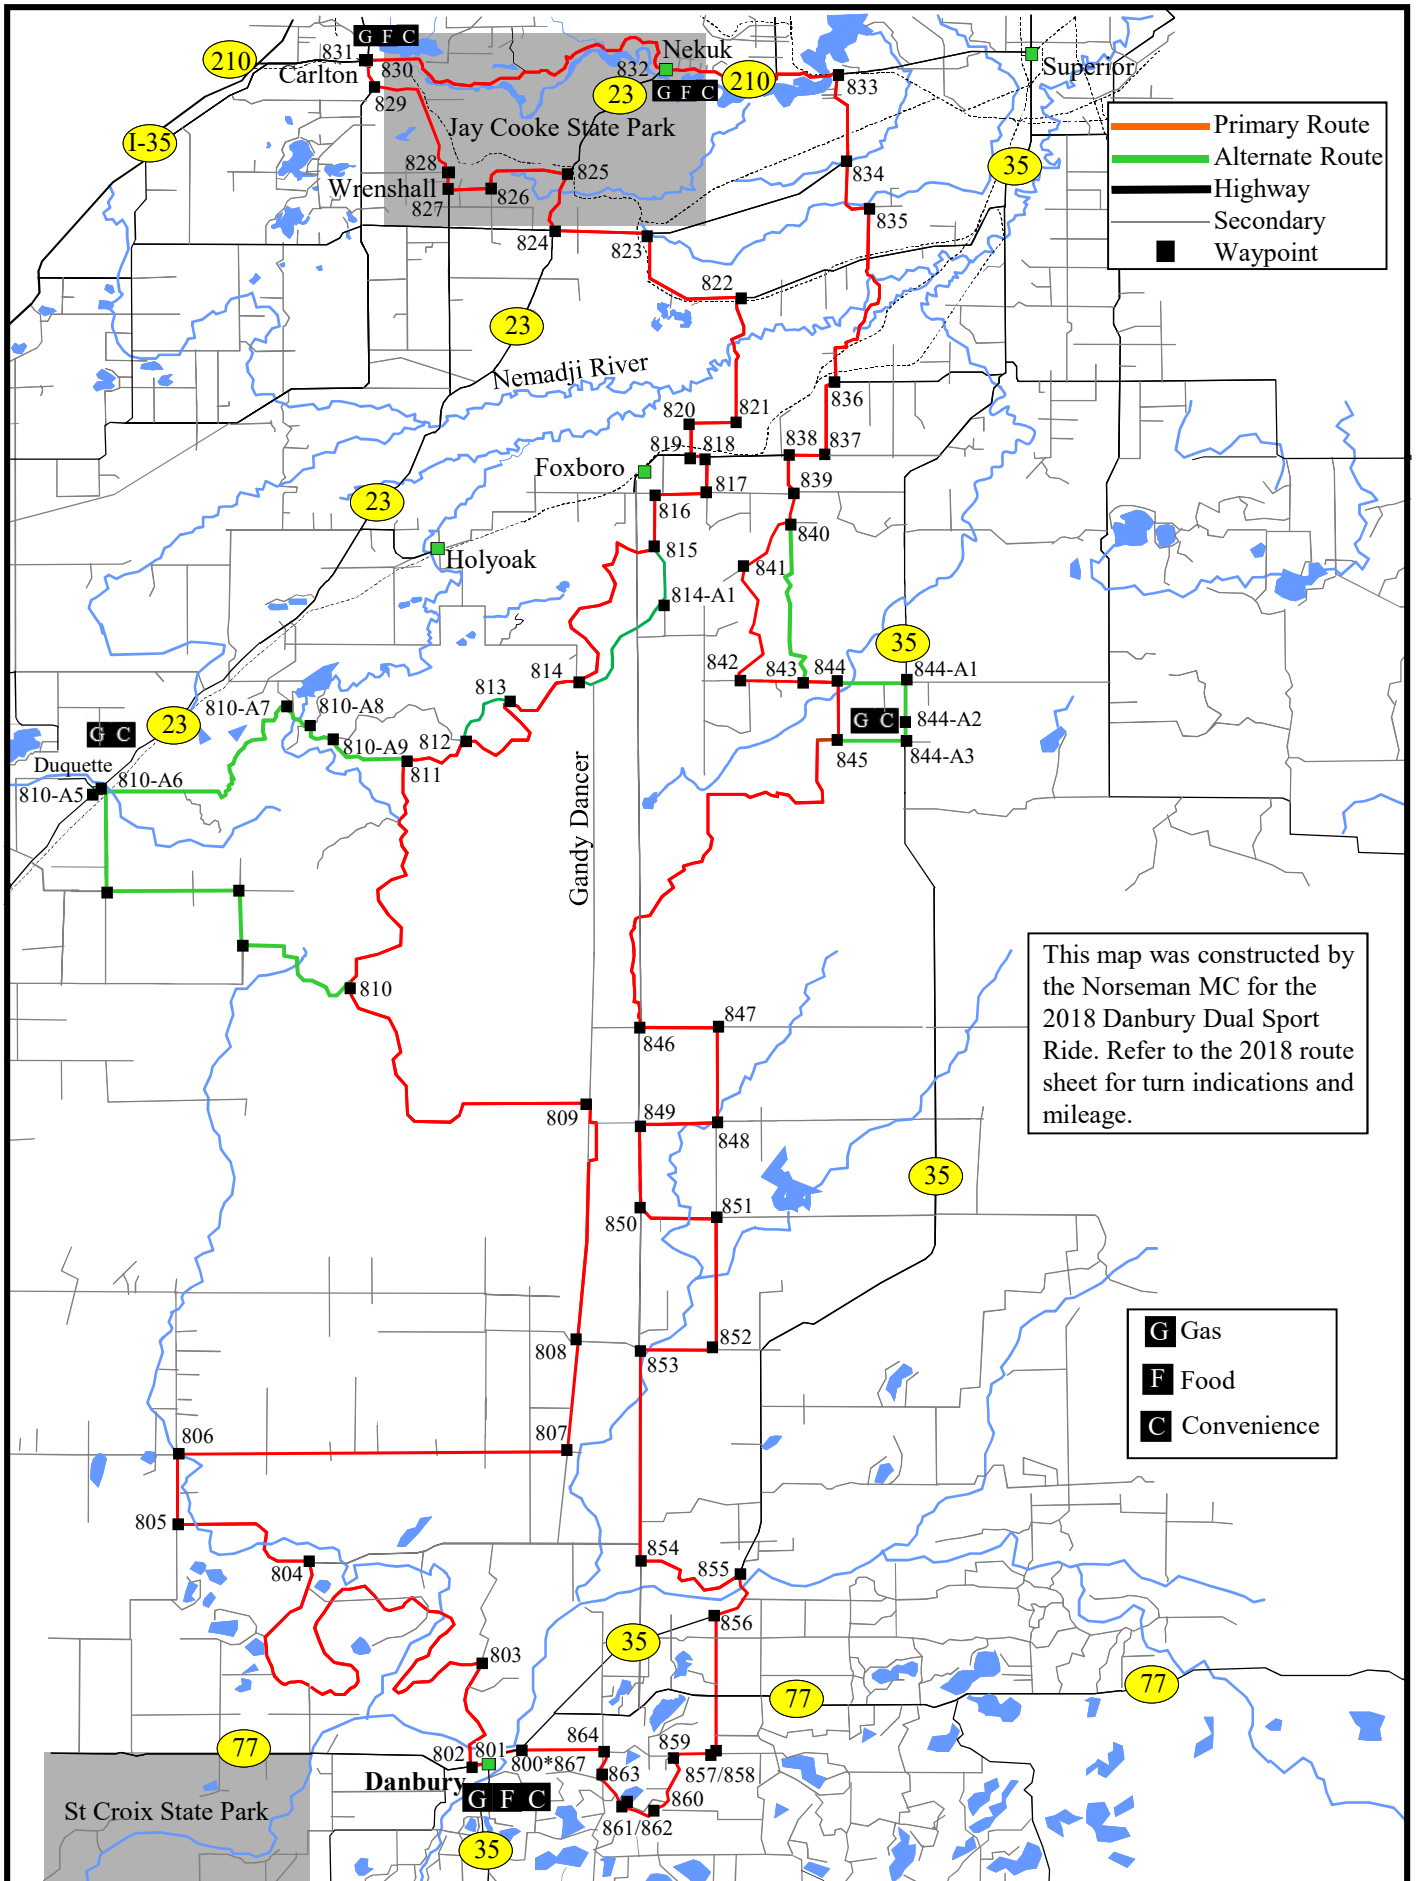 G F C
210
831
Carlton
830
829
Nekuk
832
23
G F C
210
833
Superior
I-35
Jay Cooke State Park
35
Primary Route
Alternate Route
Highway
Secondary
Waypoint
828
Wrenshall
827
826
825
834
835
824
823
822
23
Nemadji River
836
820
821
819
818
838
837
Foxboro
817
839
816
23
840
815
Holyoak
841
814-A1
35
842
843
844
844-A1
814
813
810-A7
810-A8
G C
23
810-A9
812
811
G C
844-A2
845
844-A3
Duquette
810-A6
810-A5
Gandy Dancer
810
This map was constructed by
the Norseman MC for the
2018 Danbury Dual Sport
Ride. Refer to the 2018 route
sheet for turn indications and
mileage.
847
846
809
849
848
35
850
851
808
853
852
G Gas
F Food
C Convenience
806
807
805
804
854
855
856
35
803
77
77
77
802
801
800*867
864
859
857/858
Danbury
863
G F C
860
861/862
St Croix State Park
35